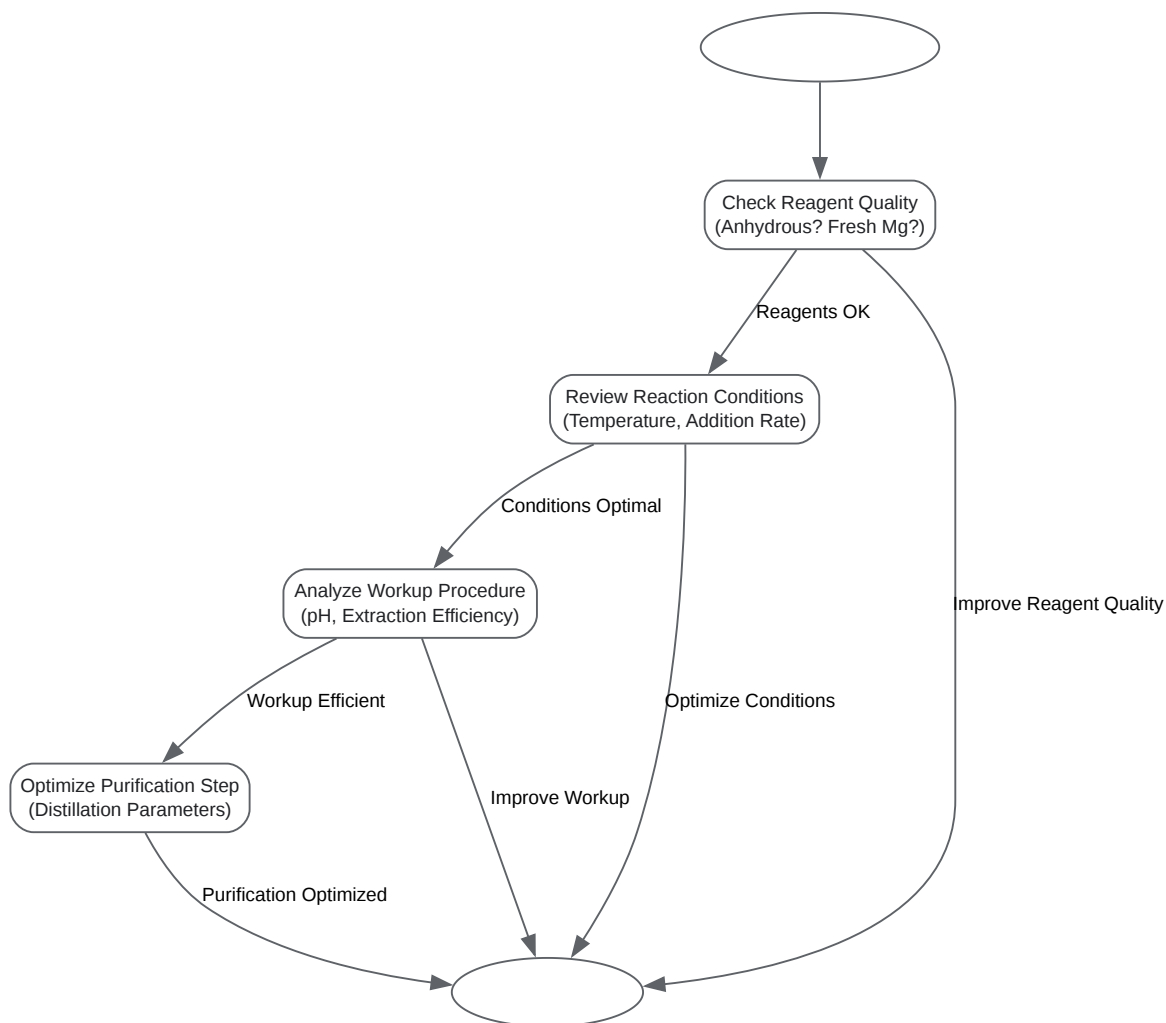 Check Reagent Quality
(Anhydrous? Fresh Mg?)
Reagents OK
Review Reaction Conditions
(Temperature, Addition Rate)
Conditions Optimal
Analyze Workup Procedure
(pH, Extraction Efficiency)
Improve Reagent Quality
Workup Efficient
Optimize Conditions
Optimize Purification Step
(Distillation Parameters)
Improve Workup
Purification Optimized